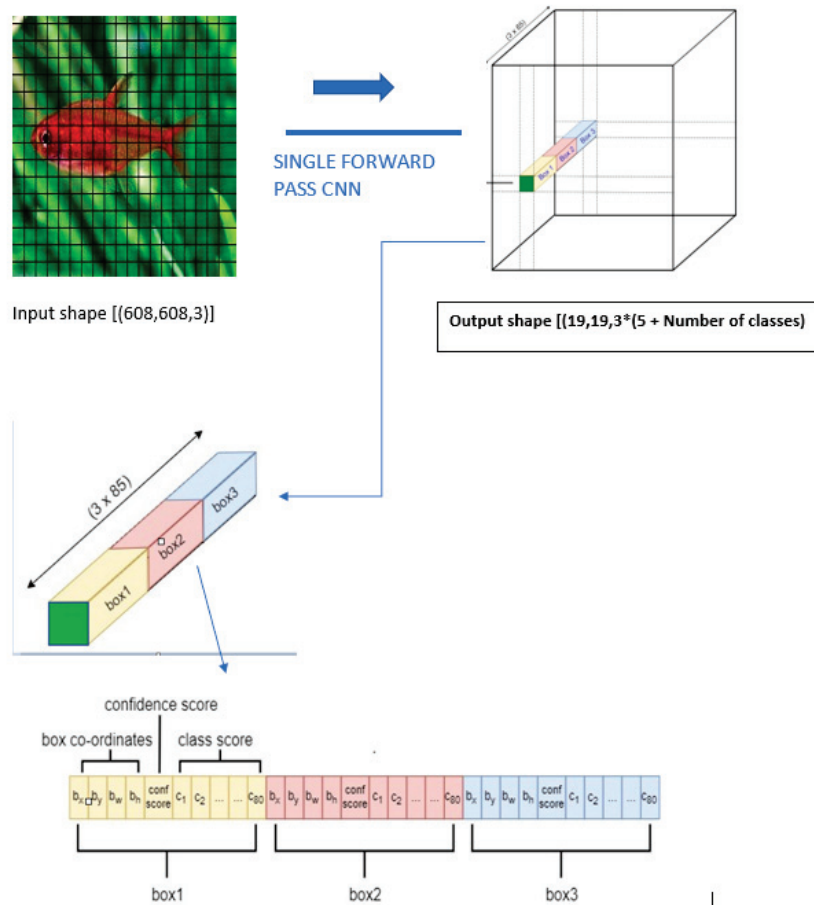 (3 x 85)
Box 1 Box 2 Box 3
SINGLE FORWARD
PASS CNN
Input shape [(608,608,3)]
Output shape [(19,19,3*(5 + Number of classes)
(3 x 85)
box1 box2 box3
confidence score
box co-ordinates class score
bx by bw bh conf score c1 c2 ... ... c80 bx by bw bh conf score c1 c2 ... ... c80 bx by bw bh conf score c1 c2 ... ... c80
box1 box2 box3